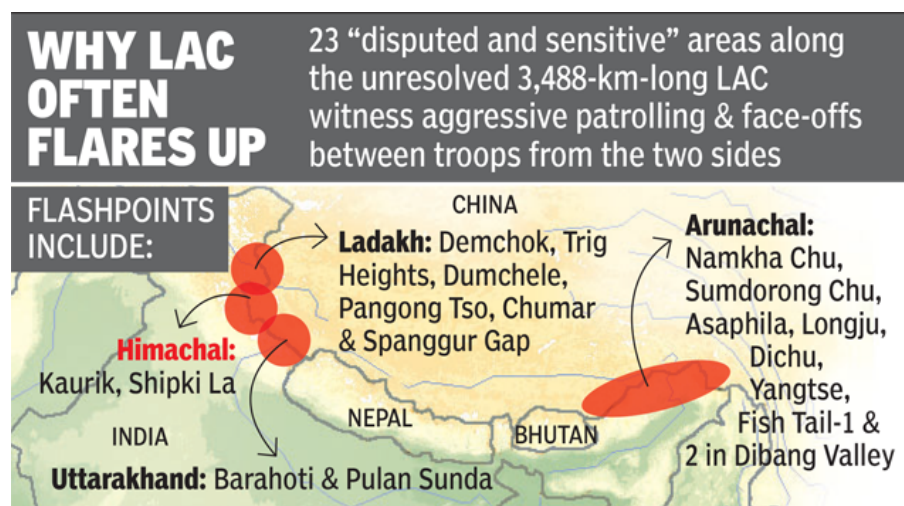 WHY LAC
OFTEN
FLARES UP
23 “disputed and sensitive” areas along
the unresolved 3,488-km-long LAC
witness aggressive patrolling & face-offs
between troops from the two sides
FLASHPOINTS
INCLUDE:
CHINA
Ladakh: Demchok, Trig
Heights, Dumchele,
Pangong Tso, Chumar
& Spanggur Gap
Arunachal:
Namkha Chu,
Sumdorong Chu,
Asaphila, Longju,
Dichu,
Yangtse,
Fish Tail-1 &
2 in Dibang Valley
Himachal:
Kaurik, Shipki La
NEPAL
BHUTAN
INDIA
Uttarakhand: Barahoti & Pulan Sunda